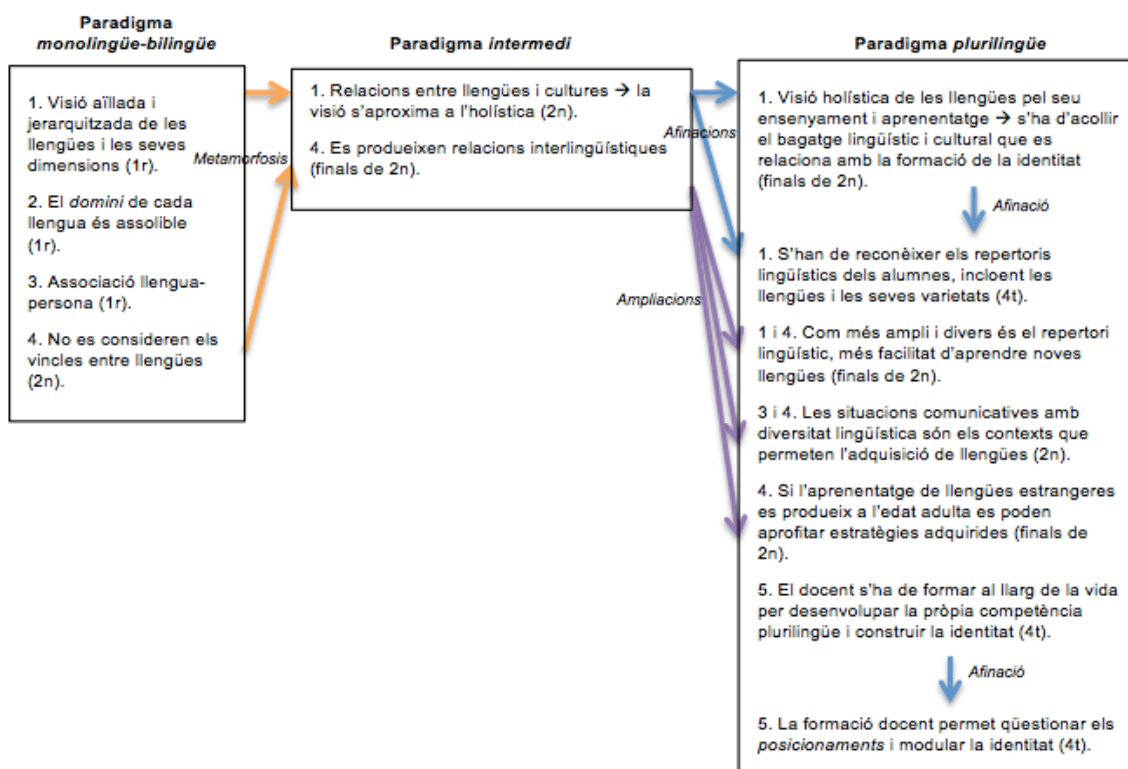 Paradigma
monolingüe-bilingüe
1. Visió aïllada i
jerarquitzada de les
llengües i les seves
dimensions (1r).
2. El domini de cada
llengua és assolible
(1r).
3. Associació llengua-
persona (1r).
4. No es consideren els
vincles entre llengües
(2n).
Metamorfosis
Paradigma intermedi
1. Relacions entre llengües i cultures → la
visió s'aproxima a l'holística (2n).
4. Es produeixen relacions interlingüístiques
(finals de 2n).
Afinacions
Ampliacions
Paradigma plurilingüe
1. Visió holística de les llengües pel seu
ensenyament i aprenentatge → s'ha d'acollir
el bagatge lingüístic i cultural que es
relaciona amb la formació de la identitat
(finals de 2n).
Afinació
1. S'han de reconèixer els repertoris
lingüístics dels alumnes, incloent les
llengües i les seves varietats (4t).
1 i 4. Com més ampli i divers és el repertori
lingüístic, més facilitat d'aprendre noves
llengües (finals de 2n).
3 i 4. Les situacions comunicatives amb
diversitat lingüística són els contexts que
permeten l'adquisició de llengües (2n).
4. Si l'aprenentatge de llengües estrangeres
es produeix a l'edat adulta es poden
aprofitar estratègies adquirides (finals de
2n).
5. El docent s'ha de formar al llarg de la vida
per desenvolupar la pròpia competència
plurilingüe i construir la identitat (4t).
Afinació
5. La formació docent permet qüestionar els
posicionaments i modular la identitat (4t).